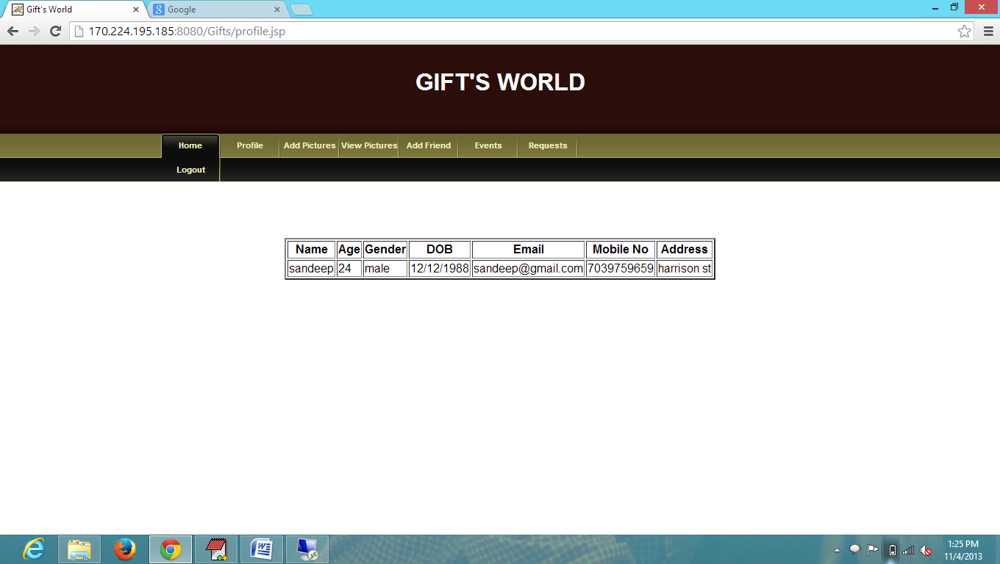 Gift's World
Google
170.224.195.185:8080/Gifts/profile.jsp
GIFT'S WORLD
Home Profile Add Pictures View Pictures Add Friend Events Requests
Logout
Name Age Gender DOB Email Mobile No Address
sandeep 24 male 12/12/1988 sandeep@gmail.com 7039759659 harrison st
1:25 PM
11/4/2013